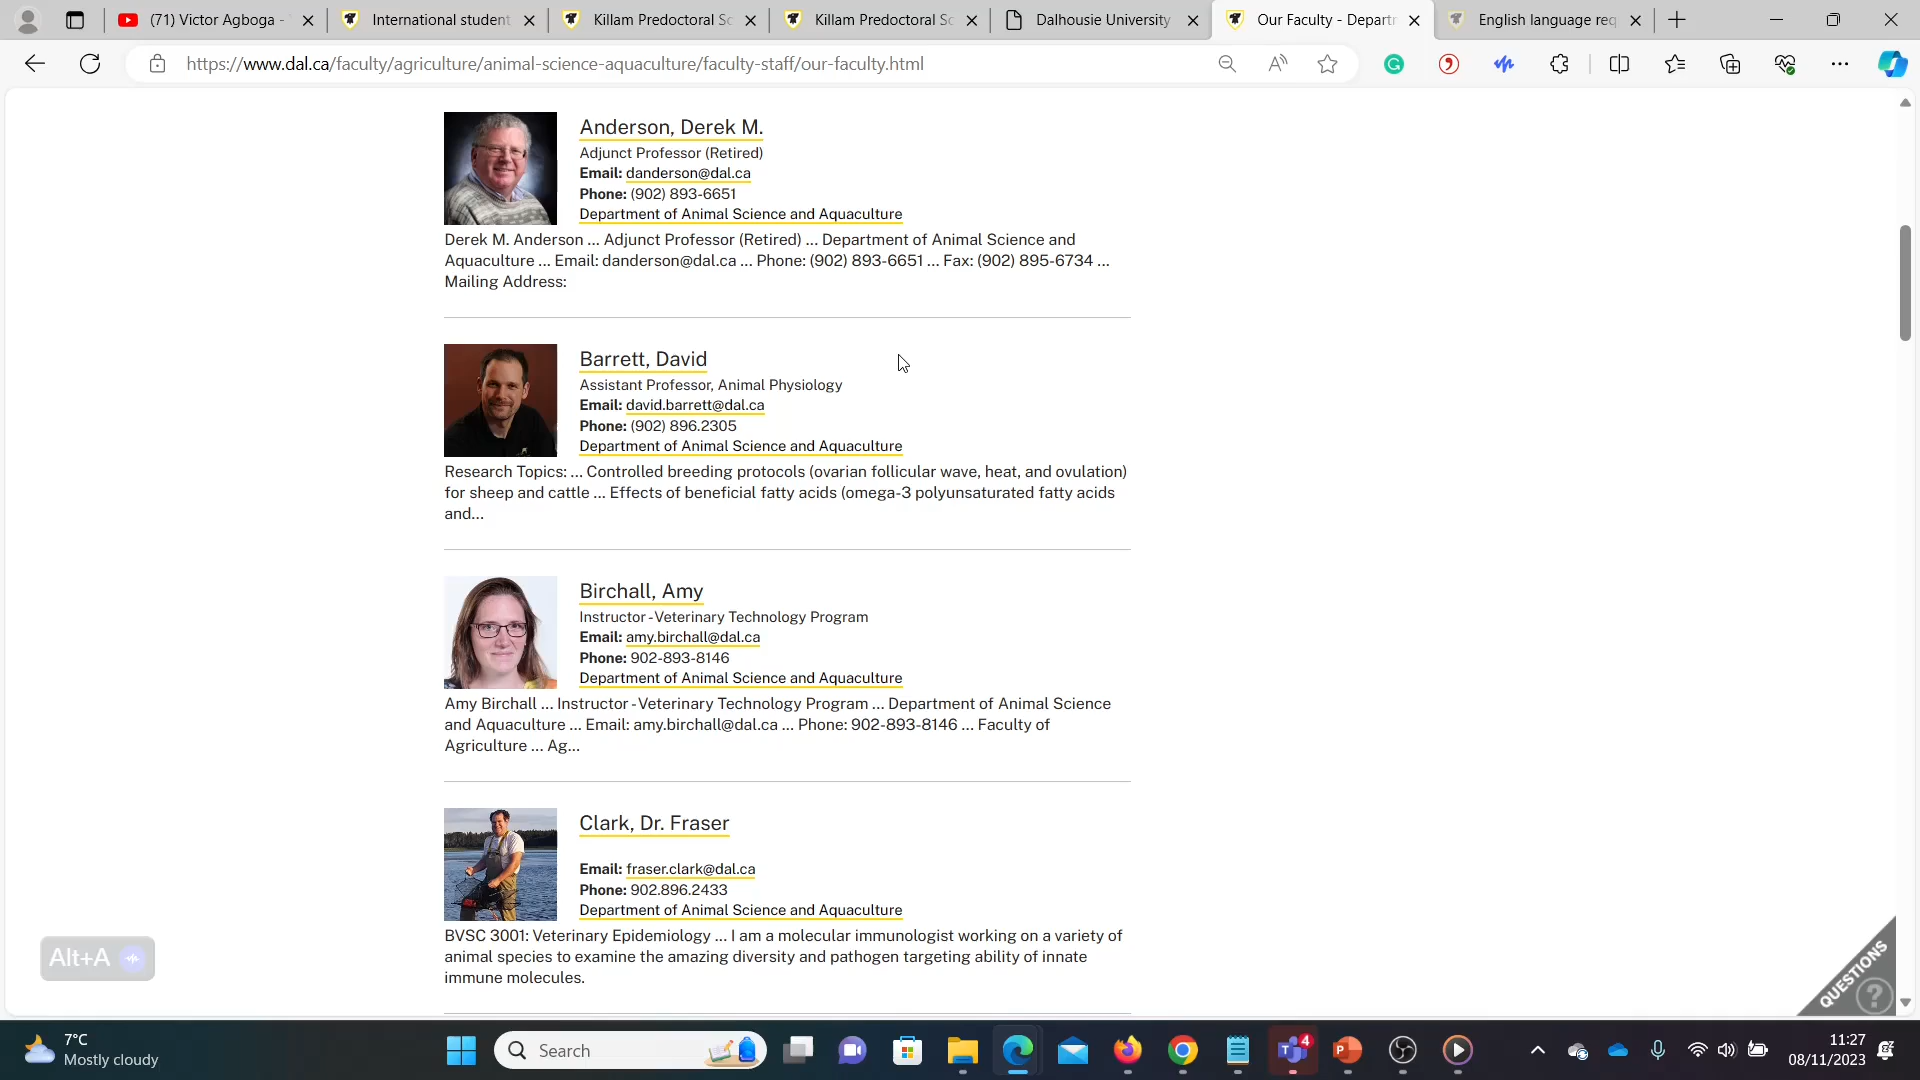 (71) Victor Agboga -
International student
Killam Predoctoral Sc
Killam Predoctoral Sc
Dalhousie University
Our Faculty - Departr
English language req
https://www.dal.ca/faculty/agriculture/animal-science-aquaculture/faculty-staff/our-faculty.html
Anderson, Derek M.
Adjunct Professor (Retired)
Email: danderson@dal.ca
Phone: (902) 893-6651
Department of Animal Science and Aquaculture
Derek M. Anderson ... Adjunct Professor (Retired) ... Department of Animal Science and
Aquaculture ... Email: danderson@dal.ca ... Phone: (902) 893-6651 ... Fax: (902) 895-6734 ...
Mailing Address:
Barrett, David
Assistant Professor, Animal Physiology
Email: david.barrett@dal.ca
Phone: (902) 896.2305
Department of Animal Science and Aquaculture
Research Topics: ... Controlled breeding protocols (ovarian follicular wave, heat, and ovulation)
for sheep and cattle ... Effects of beneficial fatty acids (omega-3 polyunsaturated fatty acids
and...
Birchall, Amy
Instructor - Veterinary Technology Program
Email: amy.birchall@dal.ca
Phone: 902-893-8146
Department of Animal Science and Aquaculture
Amy Birchall ... Instructor - Veterinary Technology Program ... Department of Animal Science
and Aquaculture ... Email: amy.birchall@dal.ca ... Phone: 902-893-8146 ... Faculty of
Agriculture ... Ag...
Clark, Dr. Fraser
Email: fraser.clark@dal.ca
Phone: 902.896.2433
Department of Animal Science and Aquaculture
BVSC 3001: Veterinary Epidemiology ... I am a molecular immunologist working on a variety of
animal species to examine the amazing diversity and pathogen targeting ability of innate
immune molecules.
Alt+A
QUESTIONS
?
7°C
Mostly cloudy
Search
4
11:27
08/11/2023